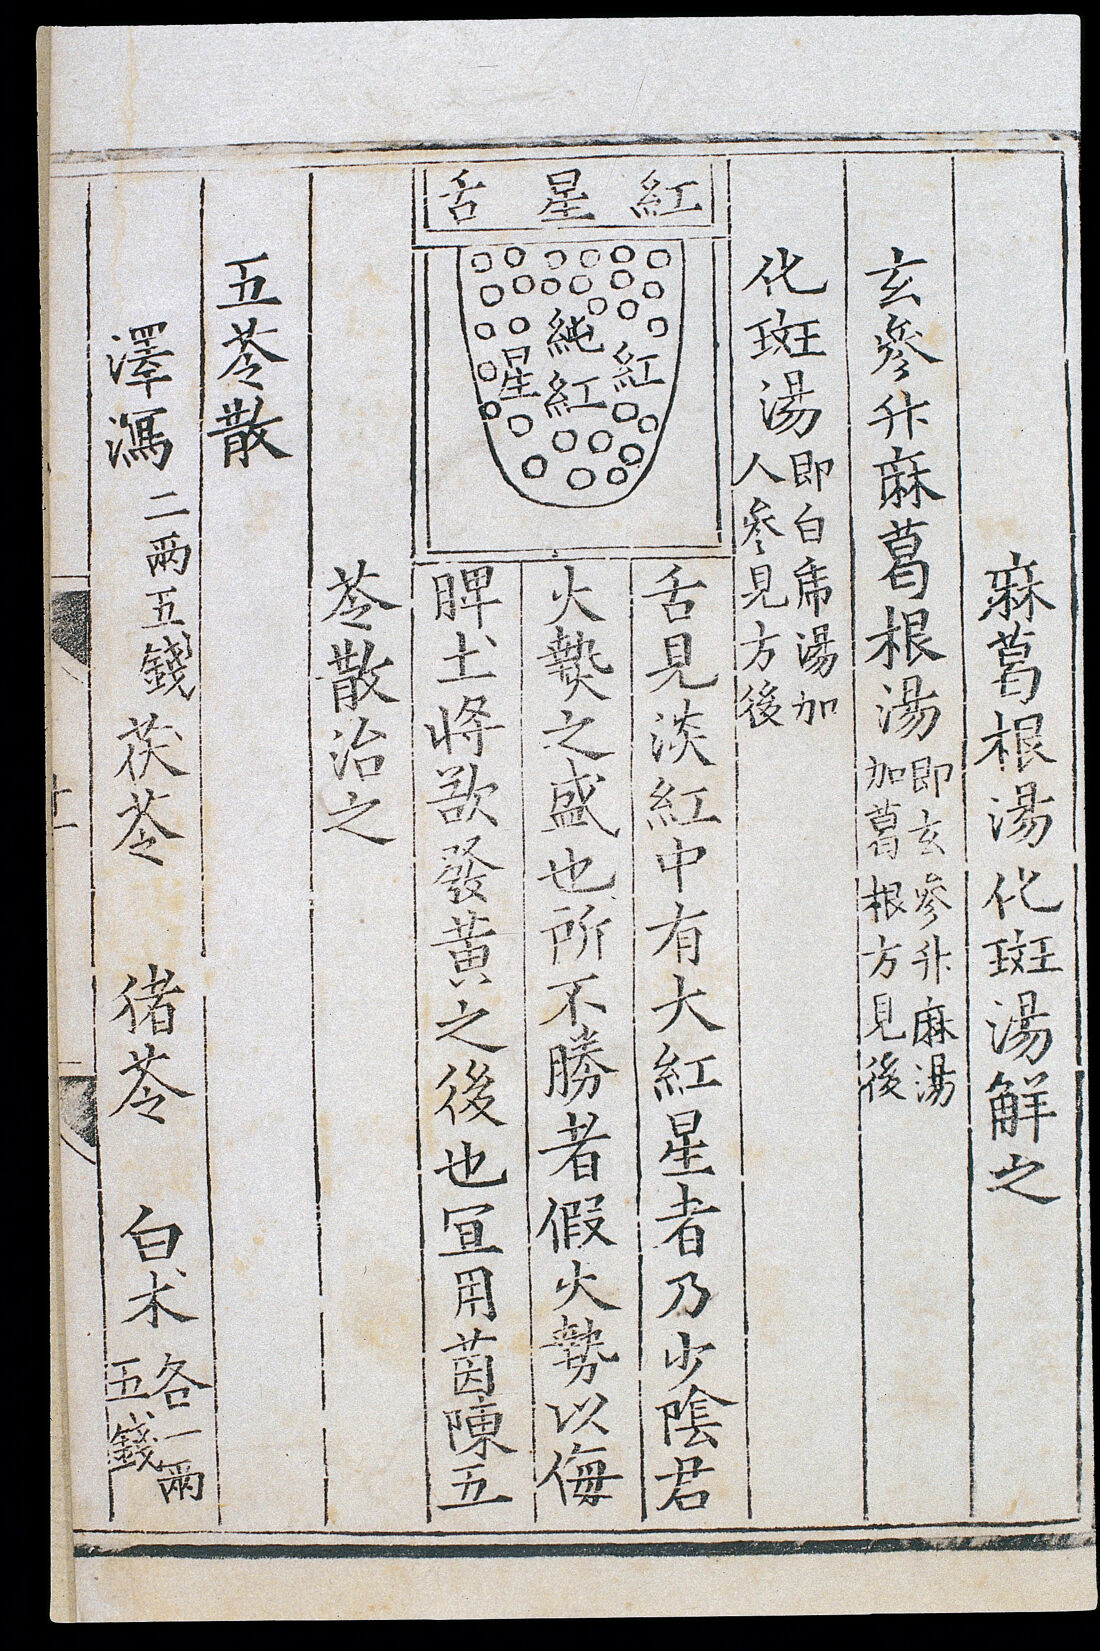 麻葛根湯化斑湯解之
玄參升麻葛根湯即玄參升麻湯
加葛根方見後
化斑湯即白虎湯加
人參見方後
紅星舌
純紅
紅
星
舌見淡紅中有大紅星者乃少陰君
火𤍠之盛也所不勝者假火勢以侮
脾土將欲發黃之後也宜用茵陳五
苓散治之
五苓散
澤瀉二兩五錢茯苓 猪苓 白朮各一兩
五錢